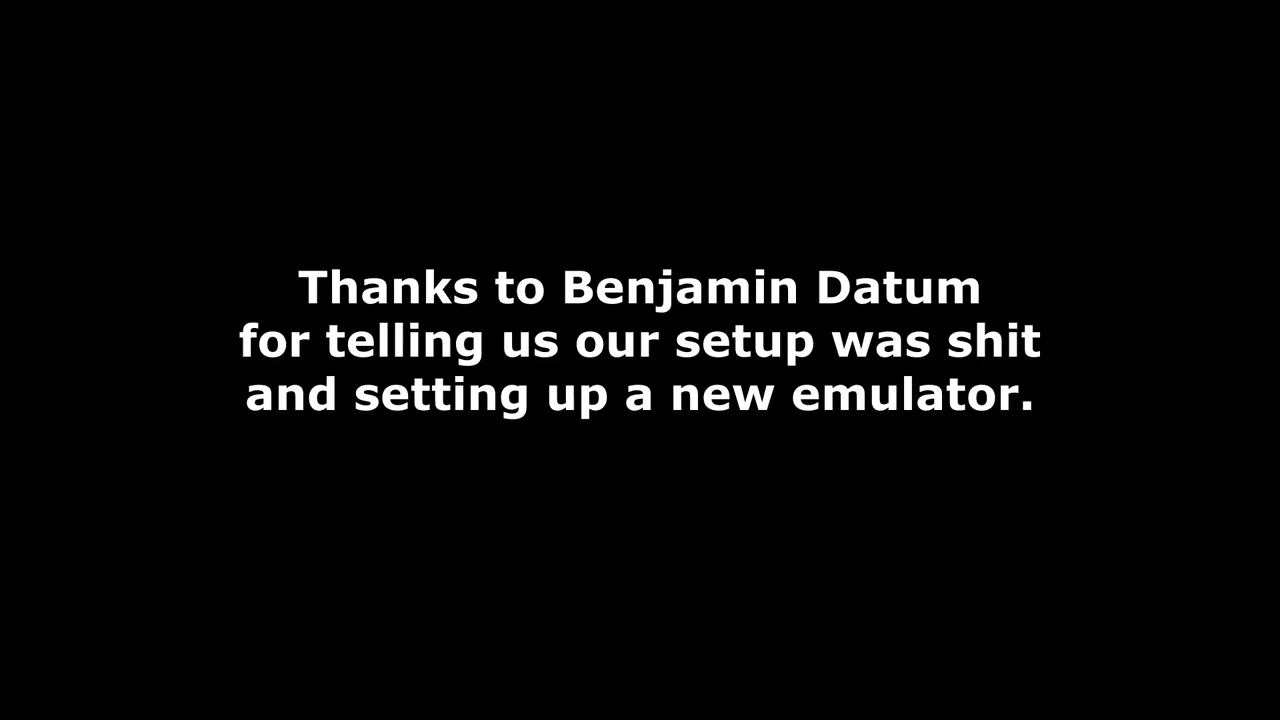 Thanks to Benjamin Datum
for telling us our setup was shit
and setting up a new emulator.